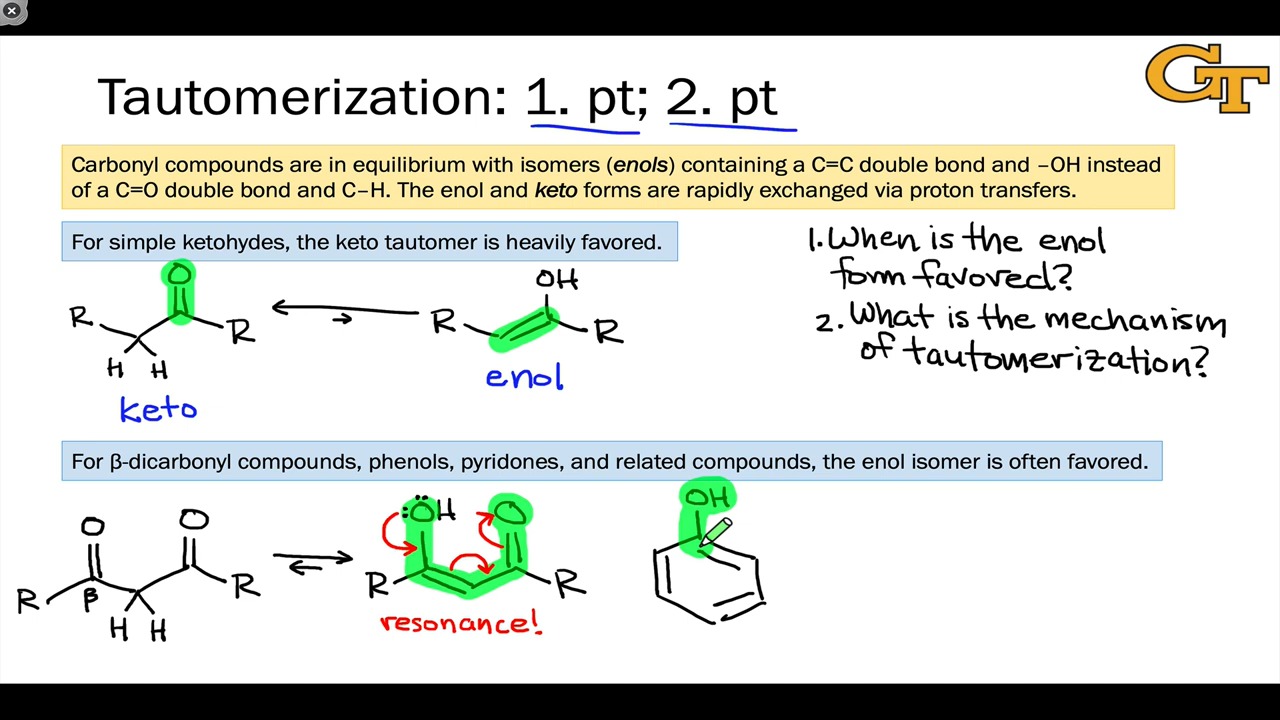 GT
Tautomerization: 1. pt; 2. pt
Carbonyl compounds are in equilibrium with isomers (enols) containing a C=C double bond and –OH instead
of a C=O double bond and C–H. The enol and keto forms are rapidly exchanged via proton transfers.
For simple ketohydes, the keto tautomer is heavily favored.
1. When is the enol
form favored?
2. What is the mechanism
of tautomerization?
O
R
R
H H
keto
OH
R
R
enol
For β-dicarbonyl compounds, phenols, pyridones, and related compounds, the enol isomer is often favored.
O O
R β R
H H
:ÖH O
R R
resonance!
OH